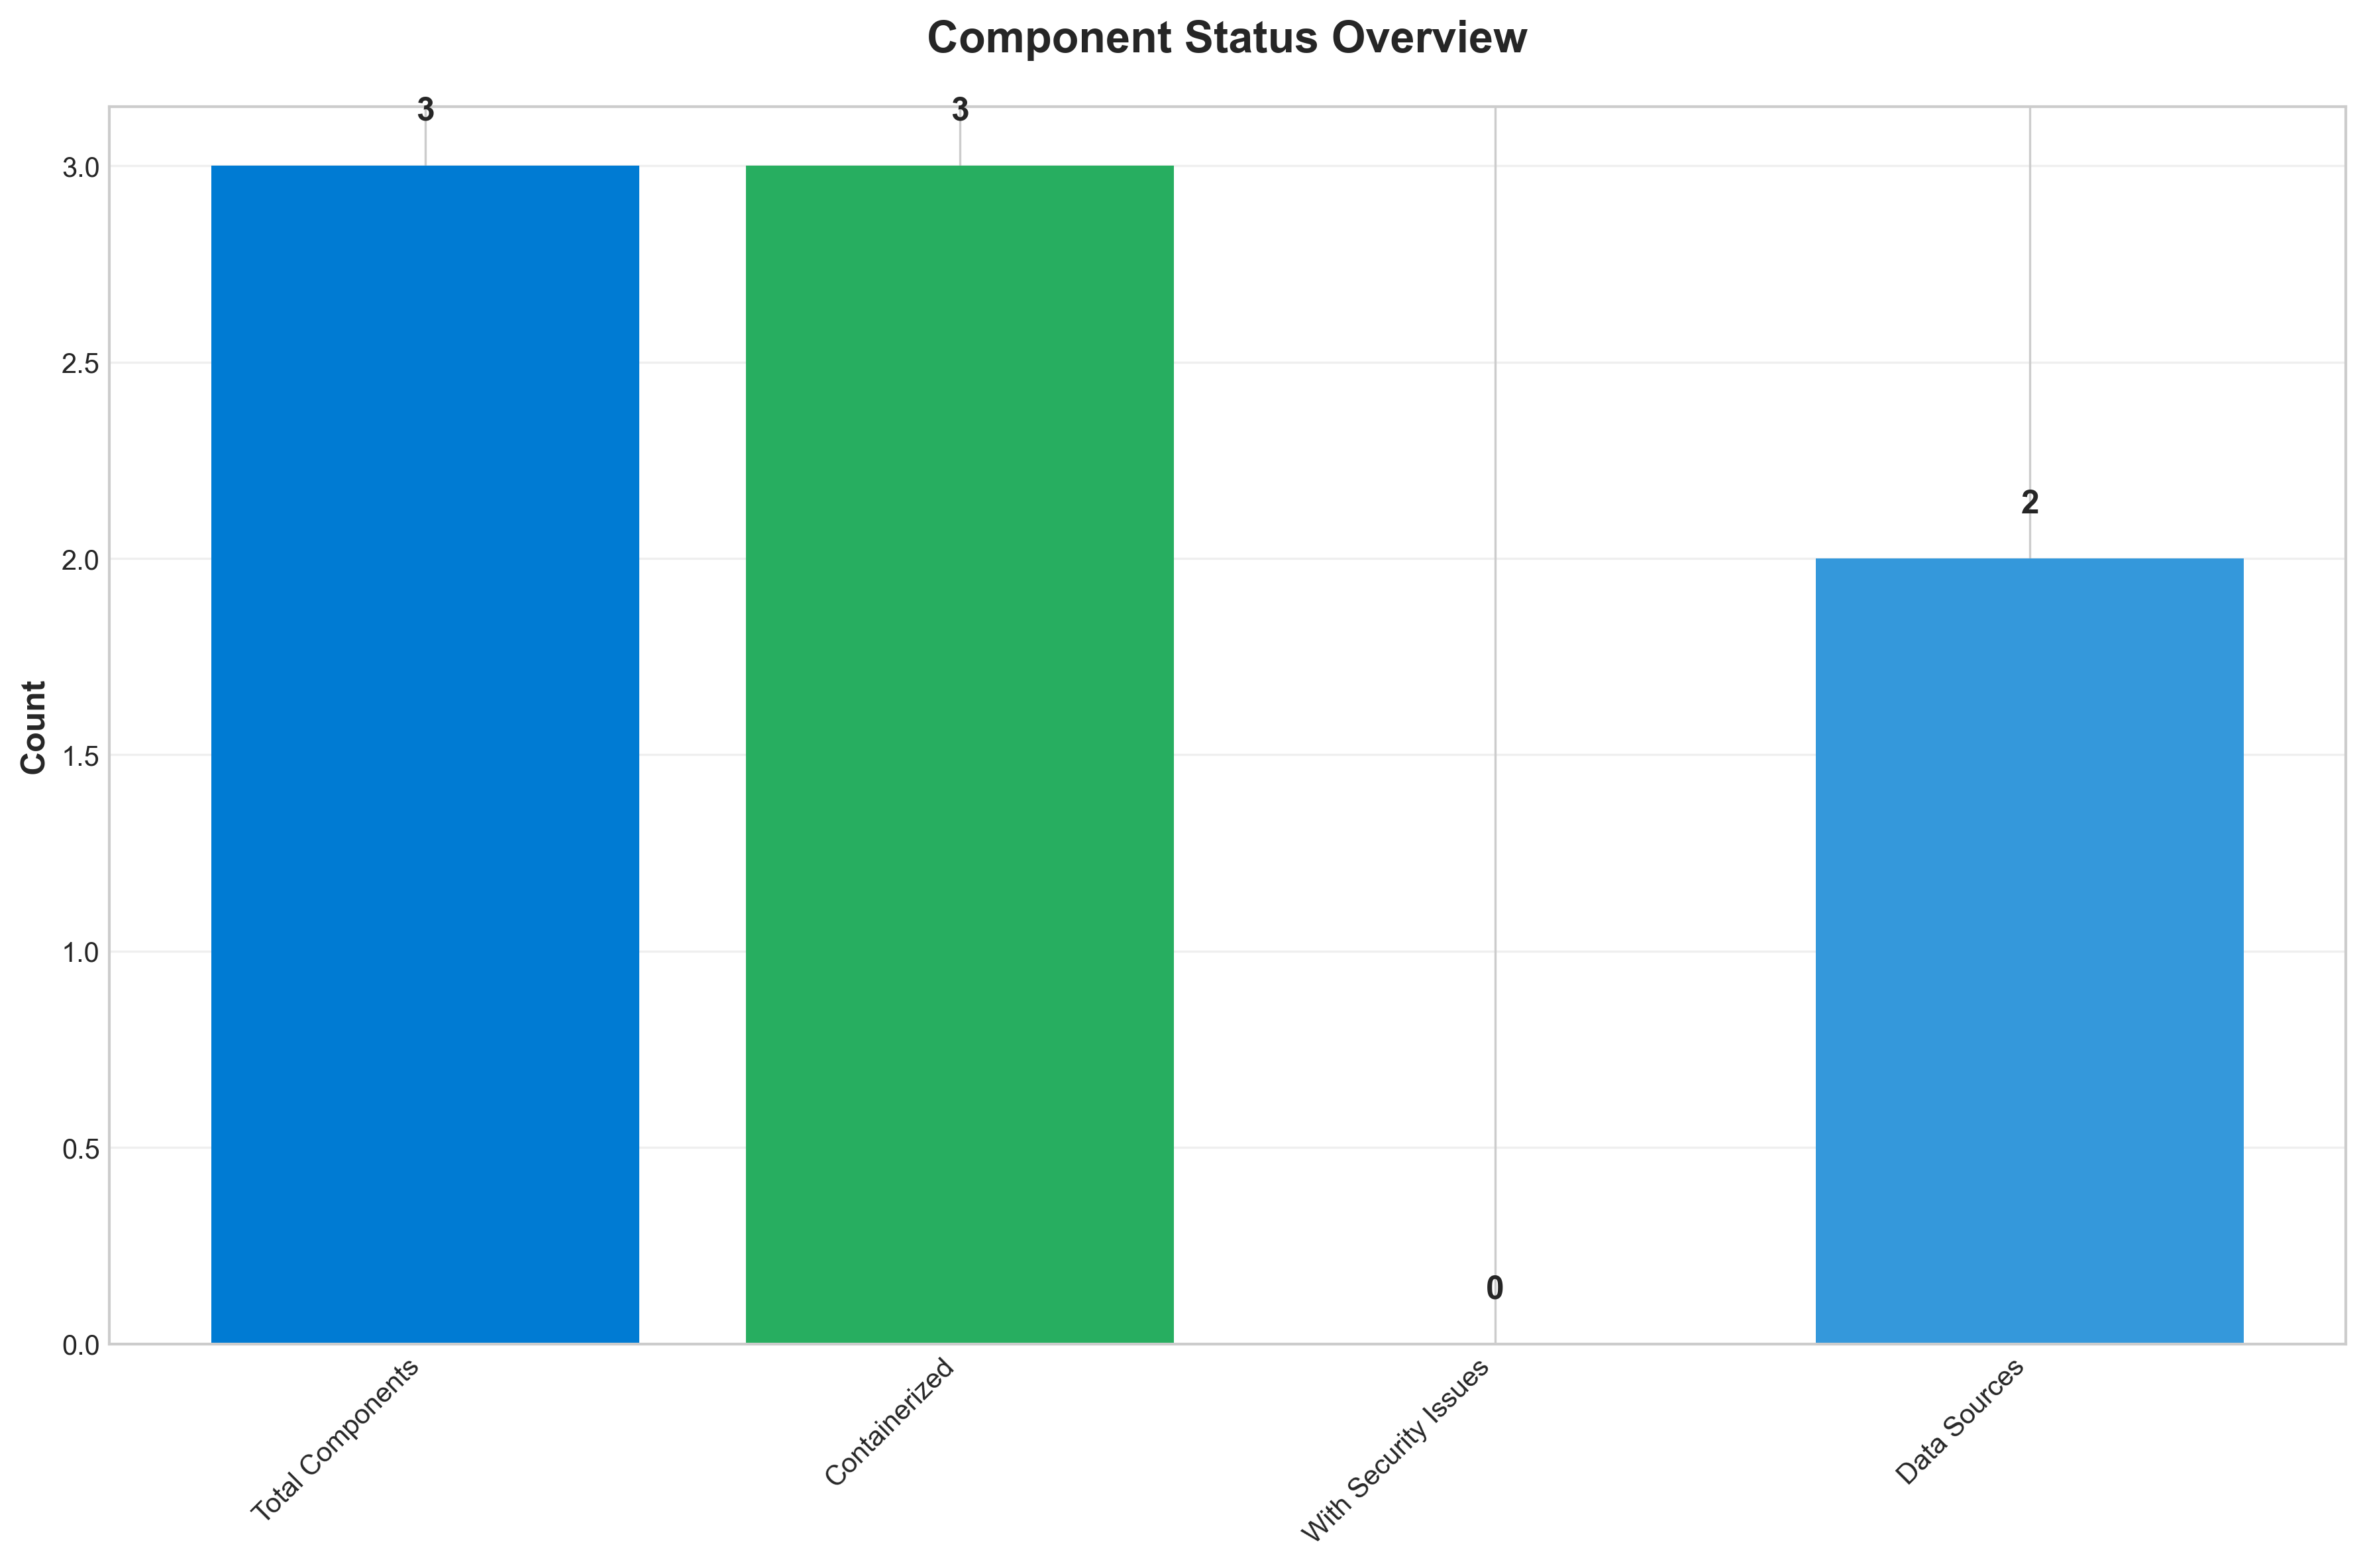 Component Status Overview
3
3
3.0
2.5
2
2.0
Count
1.5
1.0
0.5
0
0.0
Total Components
Containerized
With Security Issues
Data Sources